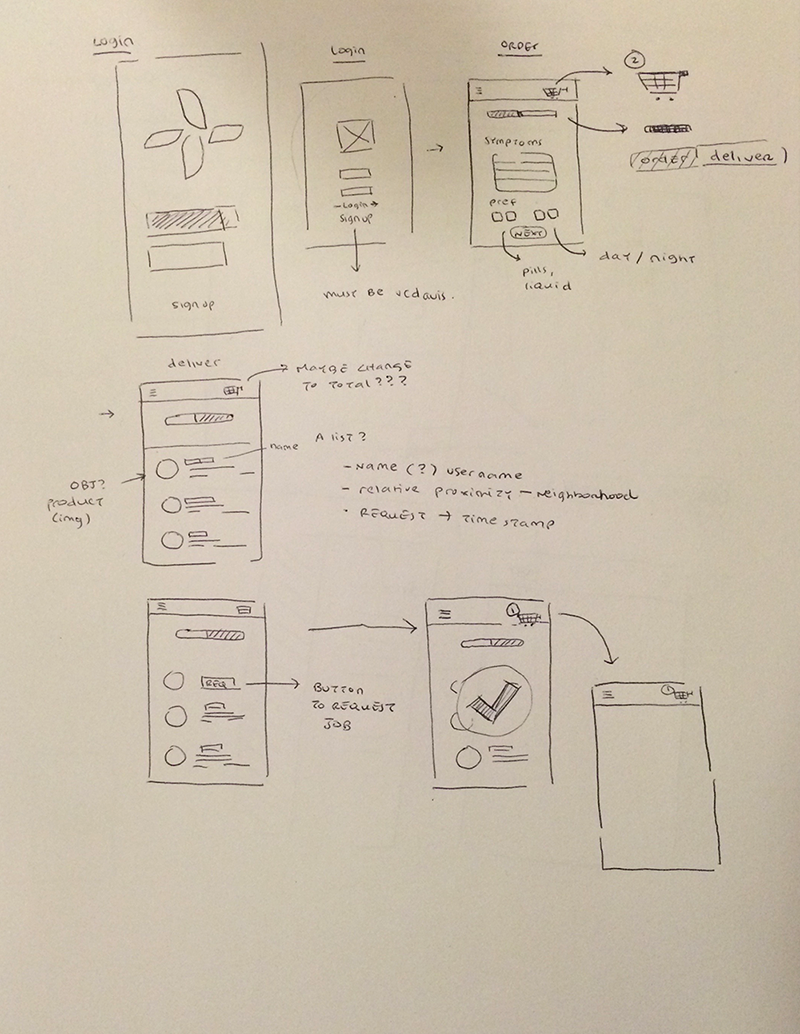 Login
Sign up
Login
- Login →
Sign up
must be ucdavis.
ORDER
Symptoms
pref
NEXT
pills,
liquid
day / night
2
(order / deliver)
deliver
Maybe change
to total???
name
OBJ?
product
(img)
A list?
- Name (?) username
- relative proximity - neighborhood
· Request → time stamp
REQ
Button
to request
job
1
1